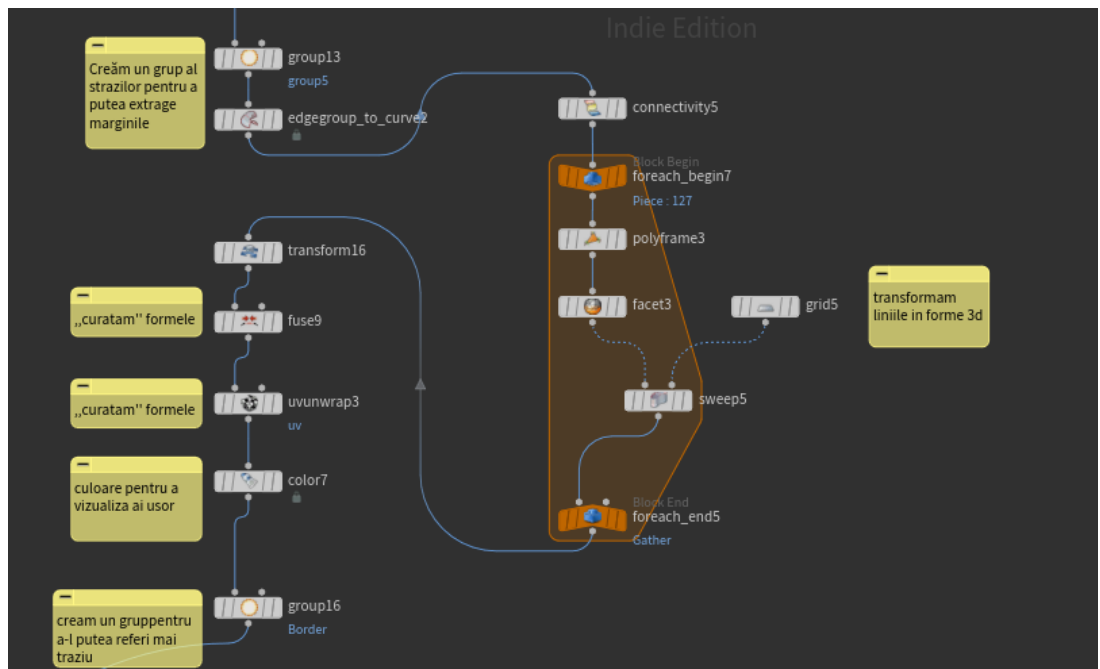 Indie Edition
Creăm un grup al
strazilor pentru a
putea extrage
marginile
group13
group5
edgegroup_to_curve2
connectivity5
Block Begin
foreach_begin7
Piece : 127
polyframe3
facet3
grid5
transformam
liniile in forme 3d
sweep5
Block End
foreach_end5
Gather
transform16
„curatam" formele
fuse9
„curatam" formele
uvunwrap3
uv
culoare pentru a
vizualiza ai usor
color7
cream un gruppentru
a-l putea referi mai
traziu
group16
Border